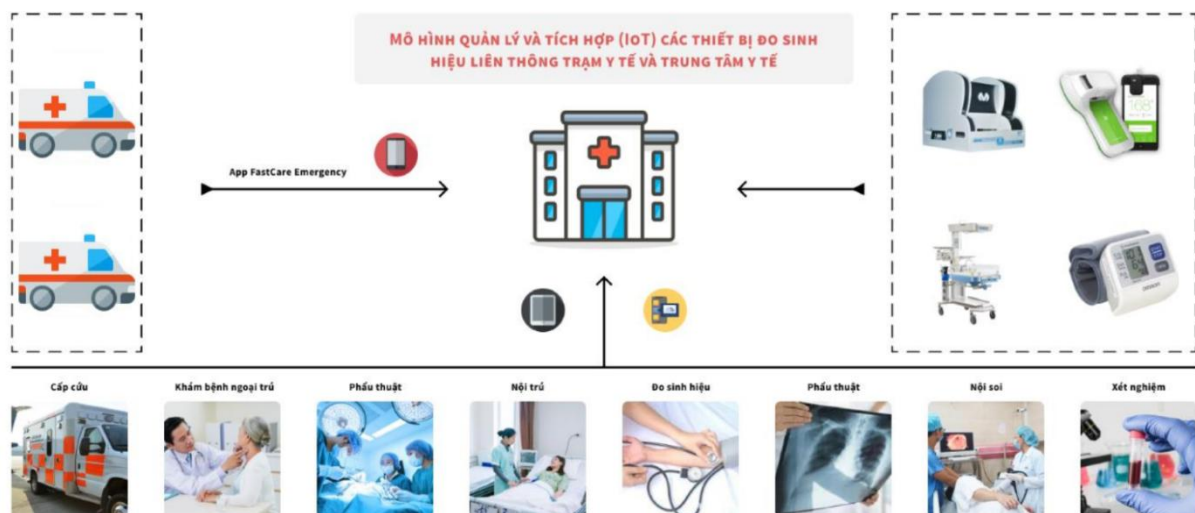 MÔ HÌNH QUẢN LÝ VÀ TÍCH HỢP (IoT) CÁC THIẾT BỊ ĐO SINH
HIỆU LIÊN THÔNG TRẠM Y TẾ VÀ TRUNG TÂM Y TẾ
App FastCare Emergency
Cấp cứu
Khám bệnh ngoại trú
Phẫu thuật
Nội trú
Đo sinh hiệu
Phẫu thuật
Nội soi
Xét nghiệm